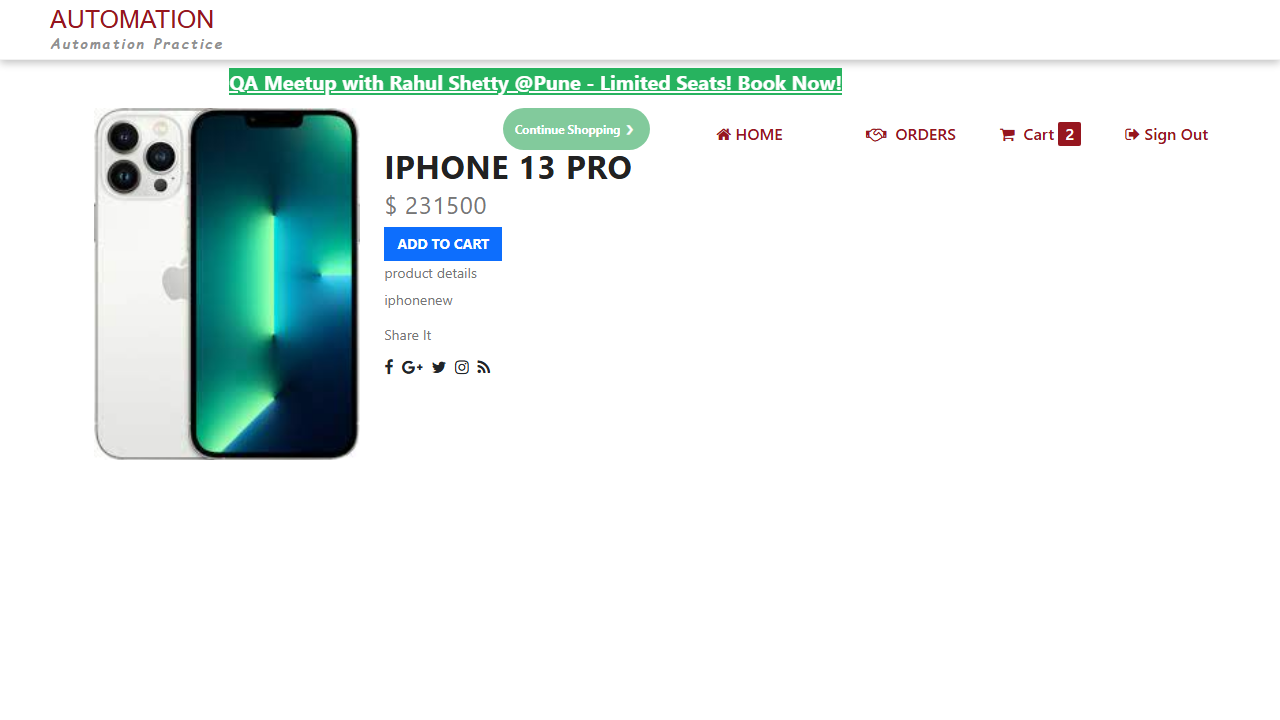 AUTOMATION
Automation Practice
QA Meetup with Rahul Shetty @Pune - Limited Seats! Book Now!
Continue Shopping
HOME
ORDERS
Cart 2
Sign Out
IPHONE 13 PRO
$ 231500
ADD TO CART
product details
iphonenew
Share It